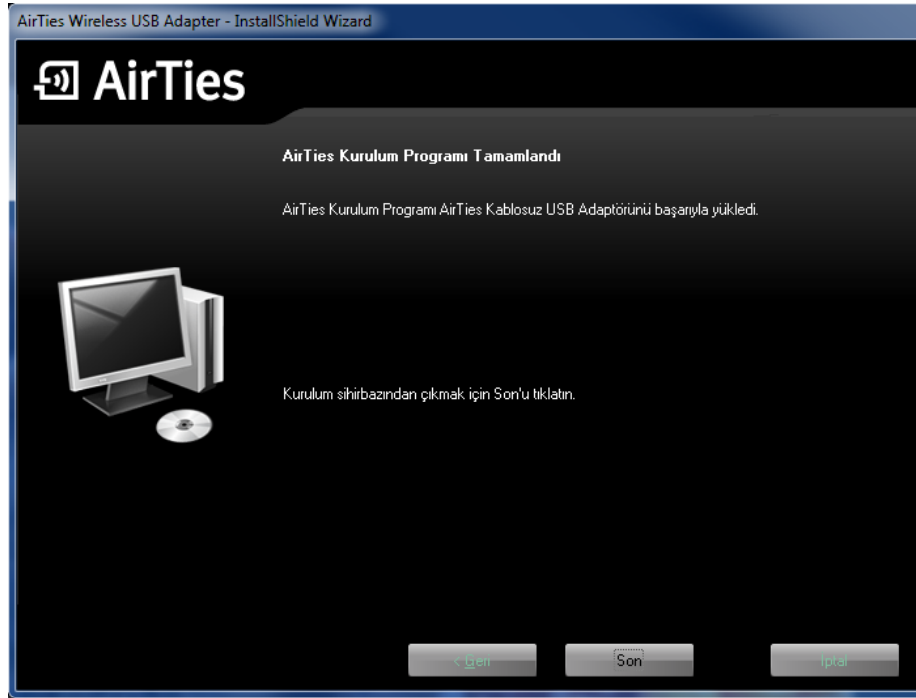 AirTies Wireless USB Adapter - InstallShield Wizard
AirTies
AirTies Kurulum Programı Tamamlandı
AirTies Kurulum Programı AirTies Kablosuz USB Adaptörünü başarıyla yükledi.
Kurulum sihirbazından çıkmak için Son'u tıklatın.
< Geri Son İptal